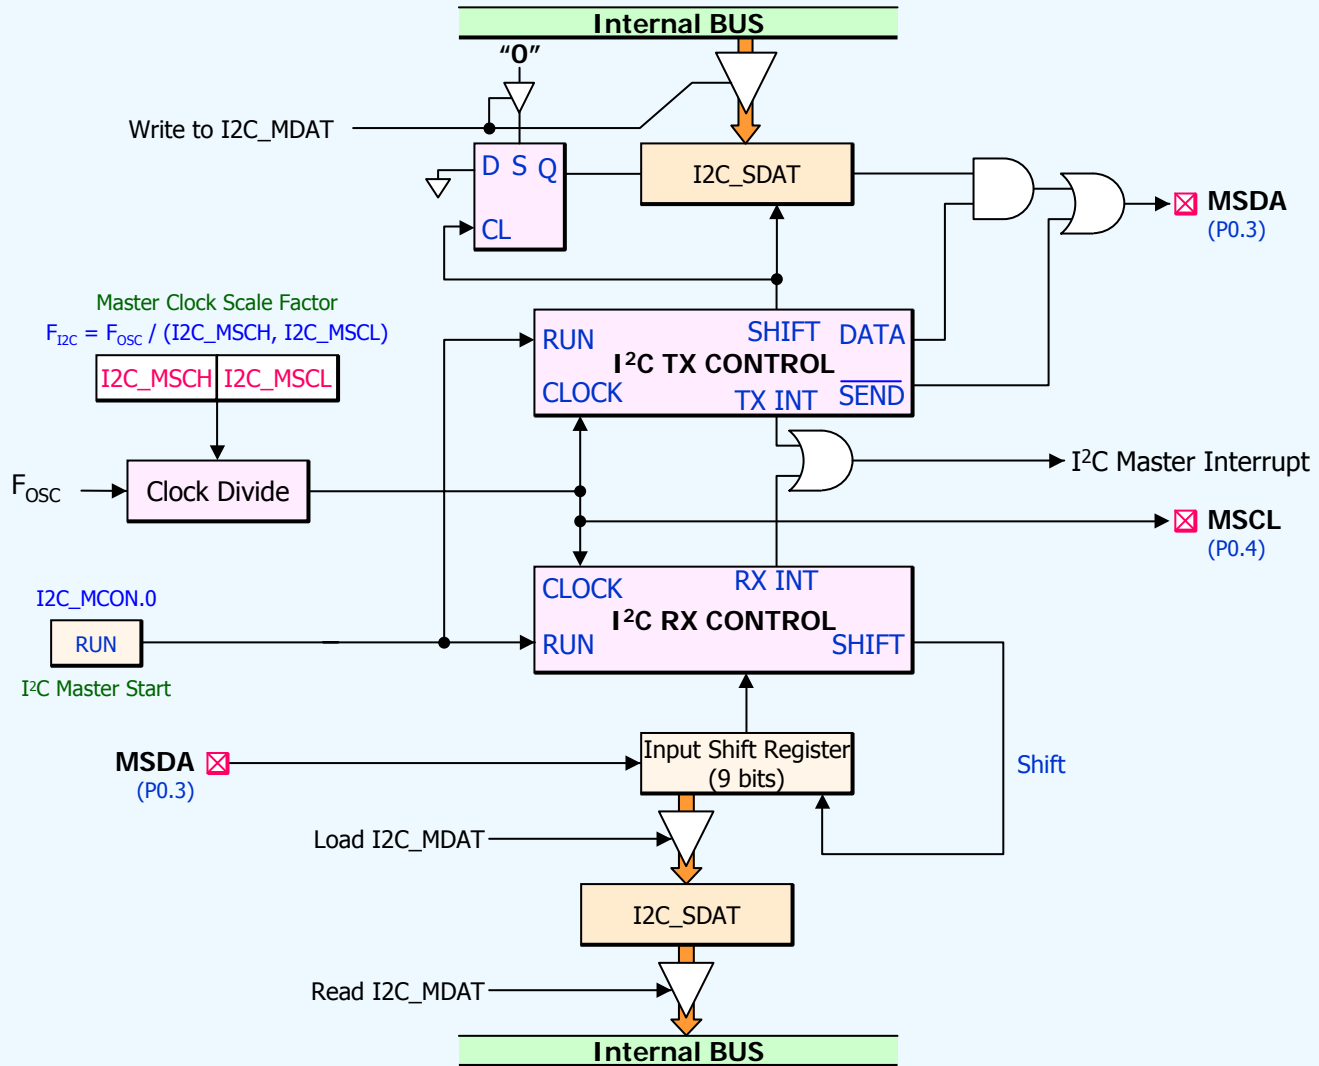 Internal BUS
“0”
Write to I2C_MDAT
D S Q
CL
I2C_SDAT
MSDA
(P0.3)
Master Clock Scale Factor
F_OSC
F_I2C = F_OSC / (I2C_MSCH, I2C_MSCL)
I2C_MSCH I2C_MSCL
Clock Divide
RUN
SHIFT DATA
I²C TX CONTROL
CLOCK
TX INT SEND
I²C Master Interrupt
MSCL
(P0.4)
CLOCK
RX INT
I²C RX CONTROL
RUN
SHIFT
I2C_MCON.0
RUN
I²C Master Start
MSDA
(P0.3)
Input Shift Register
(9 bits)
Shift
Load I2C_MDAT
I2C_SDAT
Read I2C_MDAT
Internal BUS